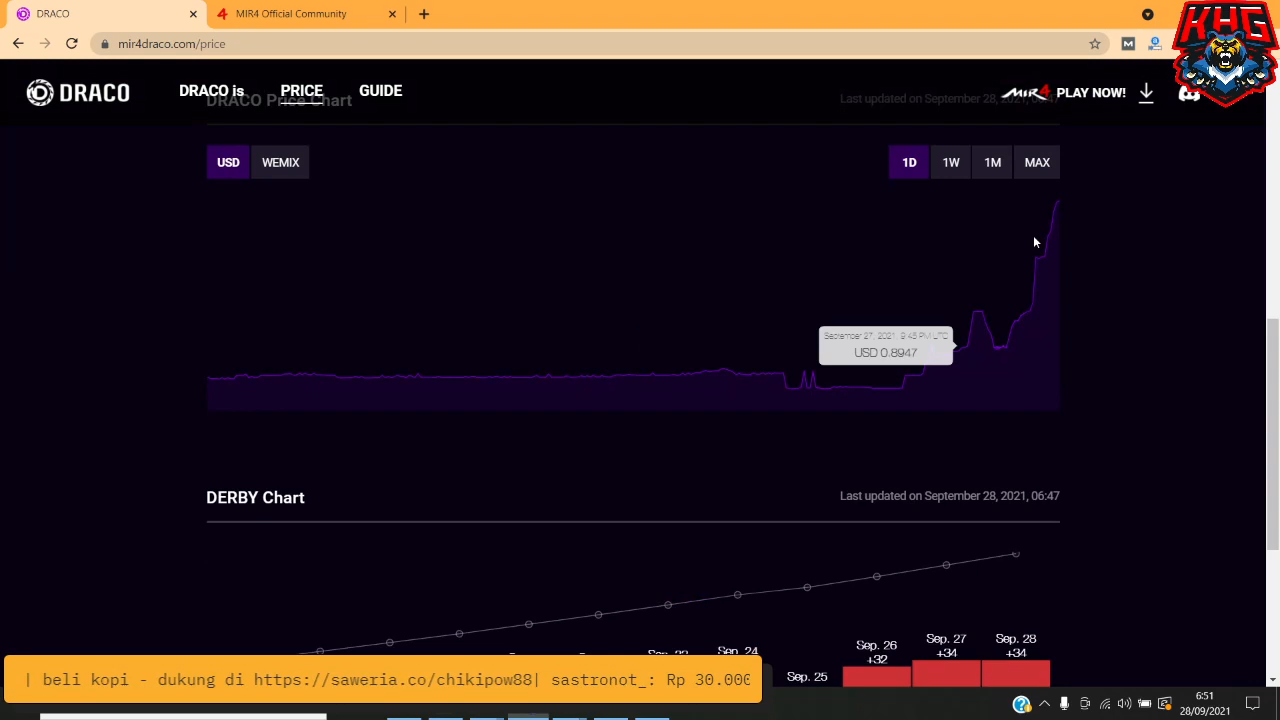 DRACO
MIR4 Official Community
mir4draco.com/price
KHG
DRACO
DRACO is
PRICE
GUIDE
MIR4 PLAY NOW!
DRACO Price Chart
Last updated on September 28, 2021, 06:47
USD
WEMIX
1D
1W
1M
MAX
September 27, 2021, 9:43 PM UTC
USD 0.8947
DERBY Chart
Last updated on September 28, 2021, 06:47
Sep. 24
Sep. 25
Sep. 26
+32
Sep. 27
+34
Sep. 28
+34
| beli kopi - dukung di https://saweria.co/chikipow88| sastronot_: Rp 30.000
6:51
28/09/2021